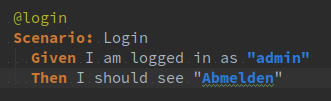 @login
Scenario: Login
Given I am logged in as "admin"
Then I should see "Abmelden"